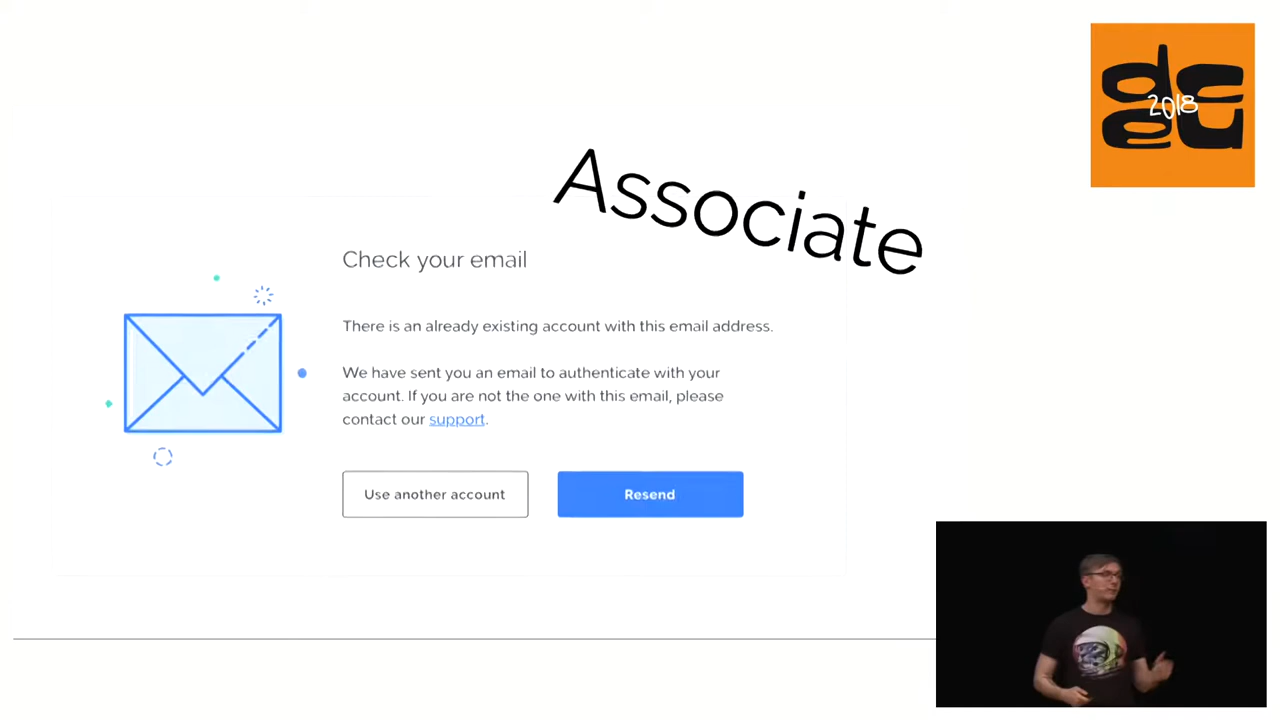 dc
2018
eu
Associate
Check your email
There is an already existing account with this email address.
We have sent you an email to authenticate with your
account. If you are not the one with this email, please
contact our support.
Use another account
Resend